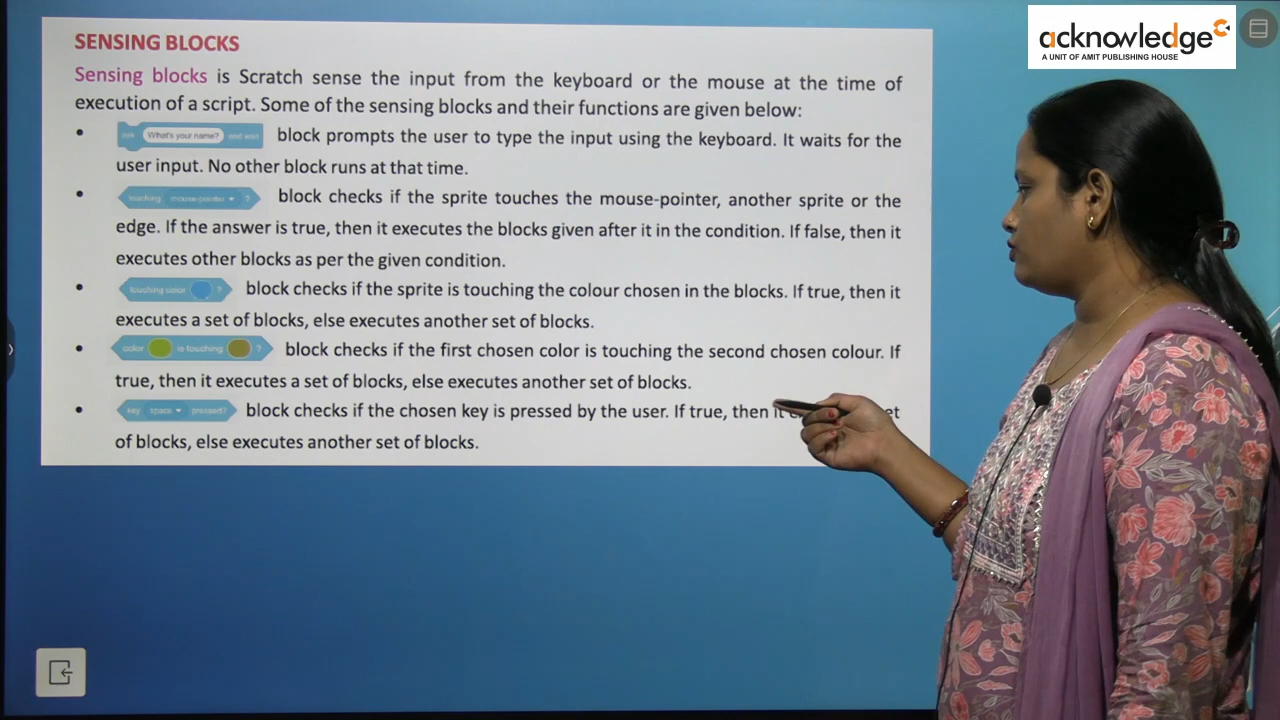 acknowledge
A UNIT OF AMIT PUBLISHING HOUSE
SENSING BLOCKS
Sensing blocks is Scratch sense the input from the keyboard or the mouse at the time of
execution of a script. Some of the sensing blocks and their functions are given below:
• ask What's your name? and wait block prompts the user to type the input using the keyboard. It waits for the
user input. No other block runs at that time.
• touching mouse-pointer ? block checks if the sprite touches the mouse-pointer, another sprite or the
edge. If the answer is true, then it executes the blocks given after it in the condition. If false, then it
executes other blocks as per the given condition.
• touching color ? block checks if the sprite is touching the colour chosen in the blocks. If true, then it
executes a set of blocks, else executes another set of blocks.
• color is touching ? block checks if the first chosen color is touching the second chosen colour. If
true, then it executes a set of blocks, else executes another set of blocks.
• key space pressed? block checks if the chosen key is pressed by the user. If true, then it
of blocks, else executes another set of blocks.